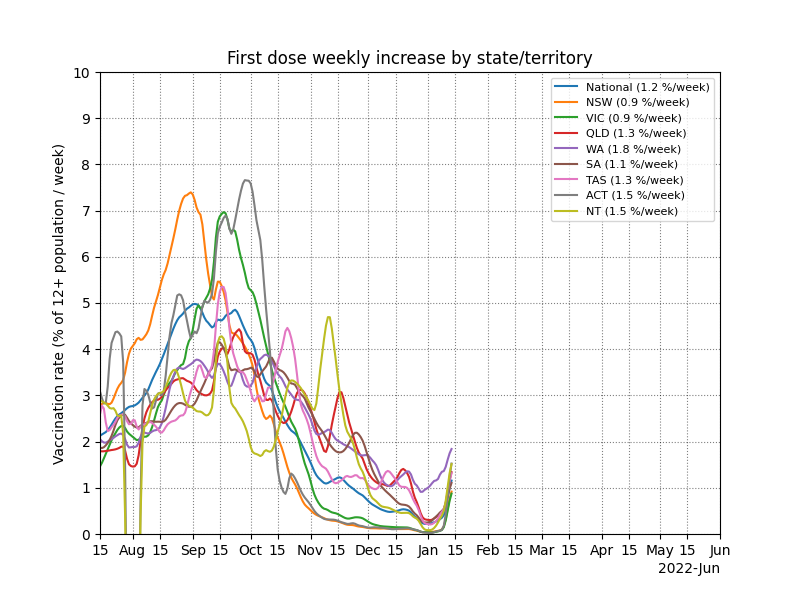 First dose weekly increase by state/territory
Vaccination rate (% of 12+ population / week)
10
9
8
7
6
5
4
3
2
1
0
National (1.2 %/week)
NSW (0.9 %/week)
VIC (0.9 %/week)
QLD (1.3 %/week)
WA (1.8 %/week)
SA (1.1 %/week)
TAS (1.3 %/week)
ACT (1.5 %/week)
NT (1.5 %/week)
15 Aug 15 Sep 15 Oct 15 Nov 15 Dec 15 Jan 15 Feb 15 Mar 15 Apr 15 May 15 Jun
2022-Jun